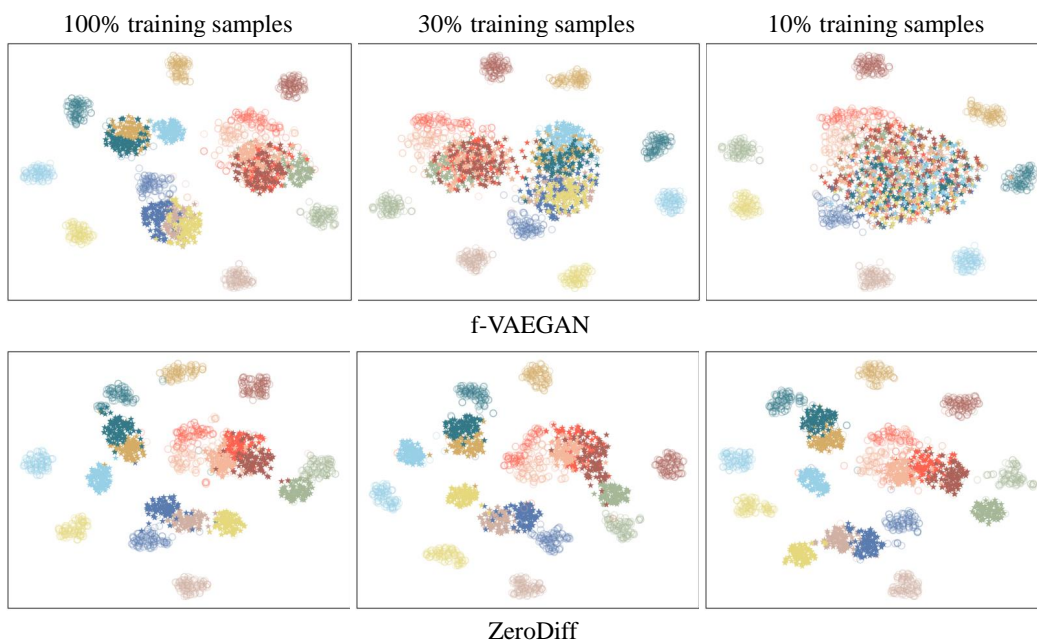 100% training samples
30% training samples
10% training samples
f-VAEGAN
ZeroDiff